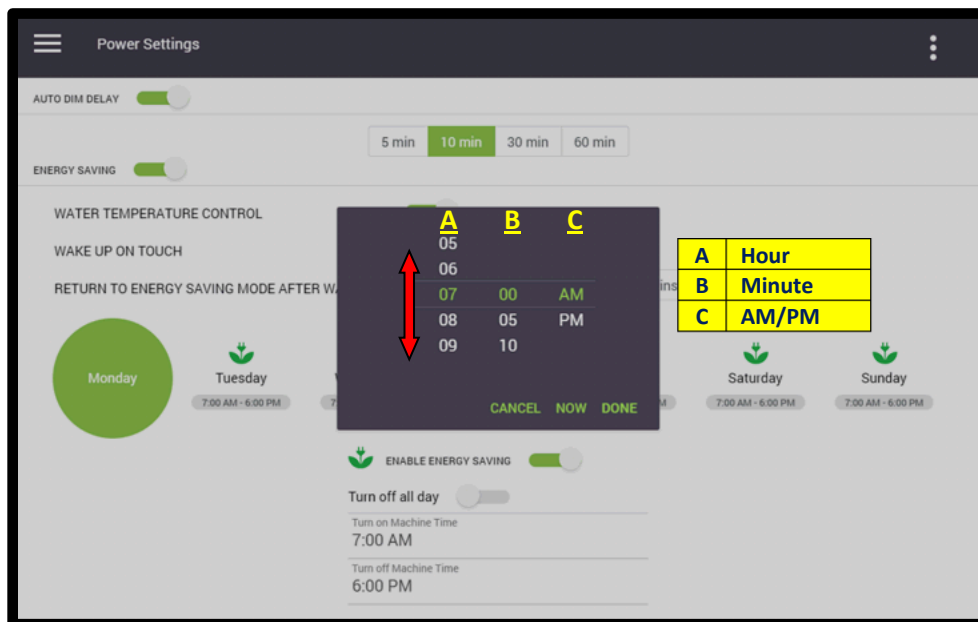 Power Settings
AUTO DIM DELAY
5 min 10 min 30 min 60 min
ENERGY SAVING
WATER TEMPERATURE CONTROL
WAKE UP ON TOUCH
RETURN TO ENERGY SAVING MODE AFTER
A B C
05
06
07 00 AM
08 05 PM
09 10
CANCEL NOW DONE
A Hour
B Minute
C AM/PM
Monday
Tuesday
7:00 AM - 6:00 PM
Saturday
7:00 AM - 6:00 PM
Sunday
7:00 AM - 6:00 PM
ENABLE ENERGY SAVING
Turn off all day
Turn on Machine Time
7:00 AM
Turn off Machine Time
6:00 PM